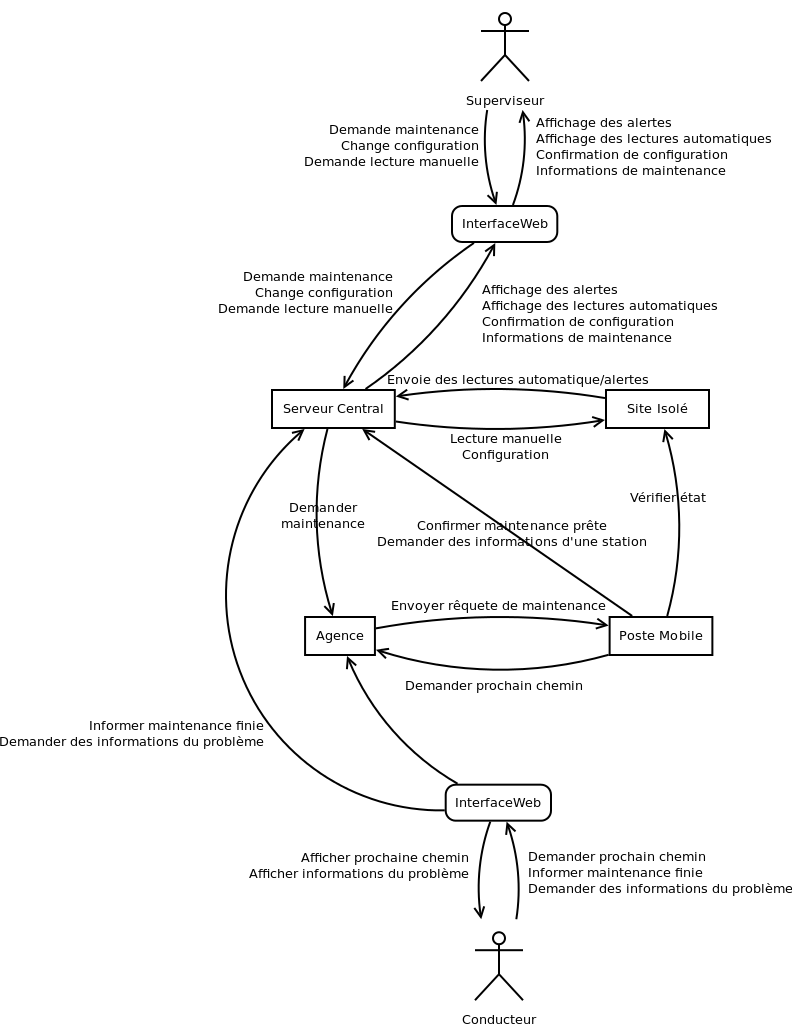 Superviseur
Demande maintenance
Change configuration
Demande lecture manuelle
Affichage des alertes
Affichage des lectures automatiques
Confirmation de configuration
Informations de maintenance
InterfaceWeb
Demande maintenance
Change configuration
Demande lecture manuelle
Affichage des alertes
Affichage des lectures automatiques
Confirmation de configuration
Informations de maintenance
Envoie des lectures automatique/alertes
Serveur Central
Site Isolé
Lecture manuelle
Configuration
Demander
maintenance
Confirmer maintenance prête
Demander des informations d'une station
Vérifier état
Envoyer rêquete de maintenance
Agence
Poste Mobile
Demander prochain chemin
Informer maintenance finie
Demander des informations du problème
InterfaceWeb
Afficher prochaine chemin
Afficher informations du problème
Demander prochain chemin
Informer maintenance finie
Demander des informations du problème
Conducteur